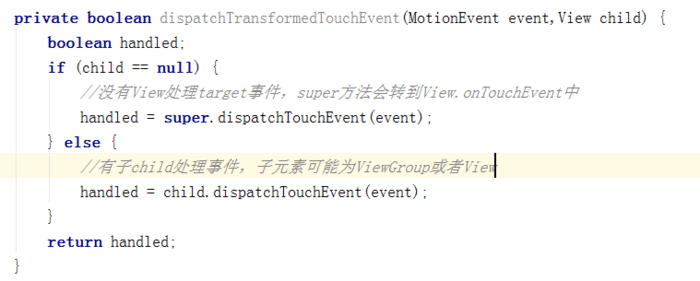 private boolean dispatchTransformedTouchEvent(MotionEvent event,View child) {
boolean handled;
if (child == null) {
//没有View处理target事件，super方法会转到View.onTouchEvent中
handled = super.dispatchTouchEvent(event);
} else {
//有子child处理事件，子元素可能为ViewGroup或者View
handled = child.dispatchTouchEvent(event);
}
return handled;
}